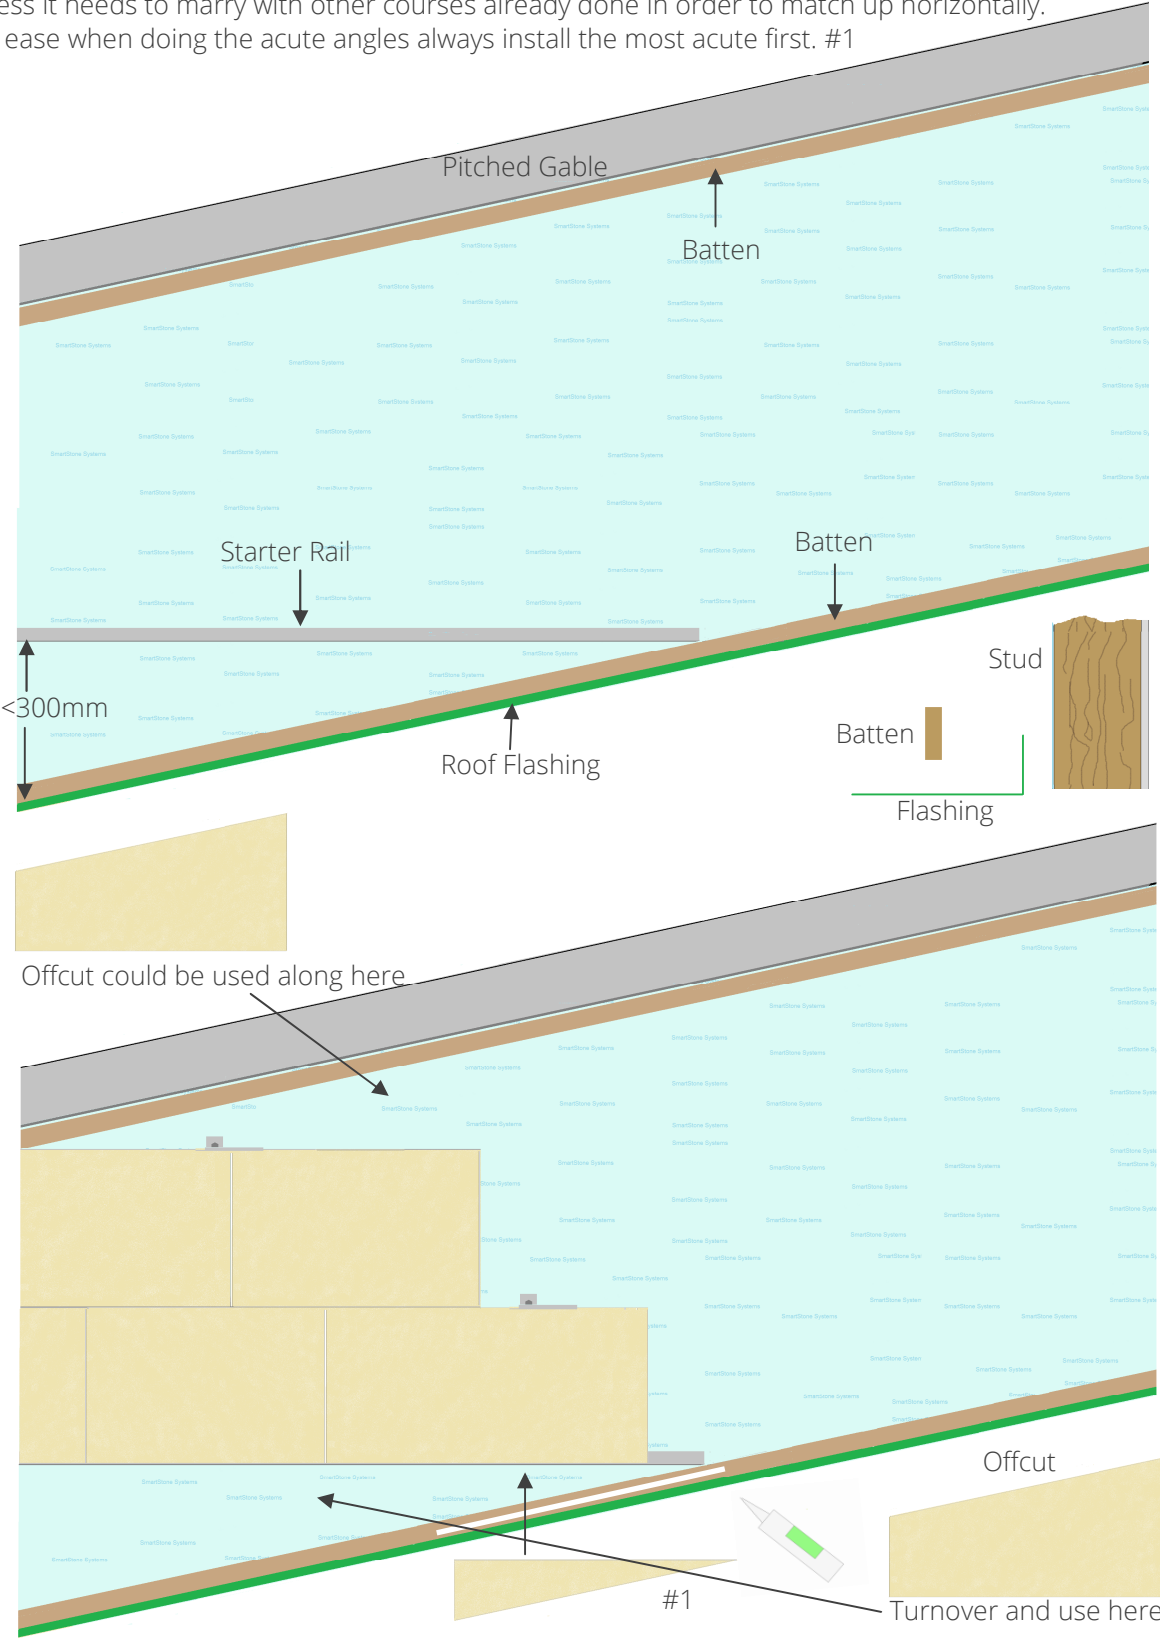 ess it needs to marry with other courses already done in order to match up horizontally.
ease when doing the acute angles always install the most acute first. #1
Pitched Gable
Batten
Starter Rail
Batten
<300mm
Roof Flashing
Stud
Batten
Flashing
Offcut could be used along here
Offcut
#1
Turnover and use here
SmartStone Systems